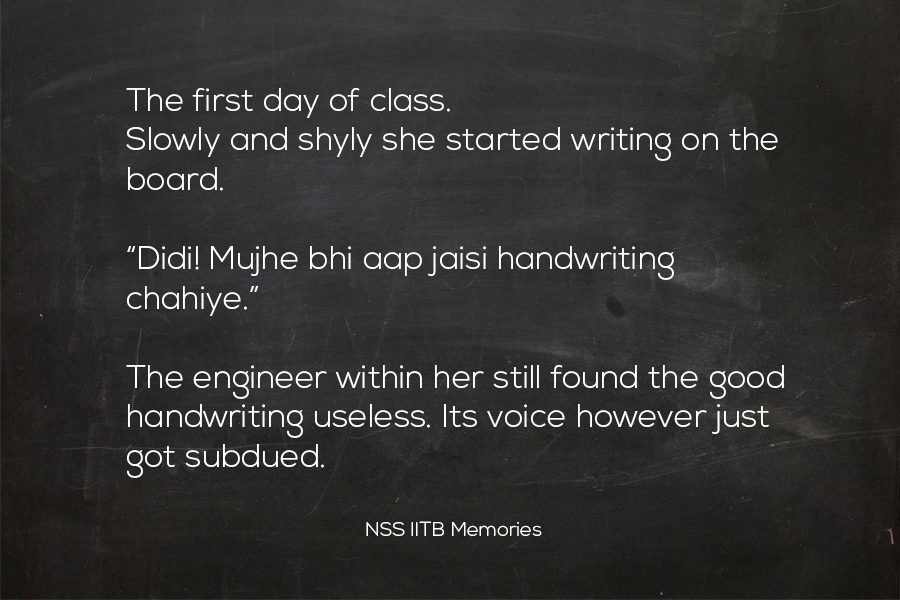 The first day of class.
Slowly and shyly she started writing on the
board.
"Didi! Mujhe bhi aap jaisi handwriting
chahiye."
The engineer within her still found the good
handwriting useless. Its voice however just
got subdued.
NSS IITB Memories